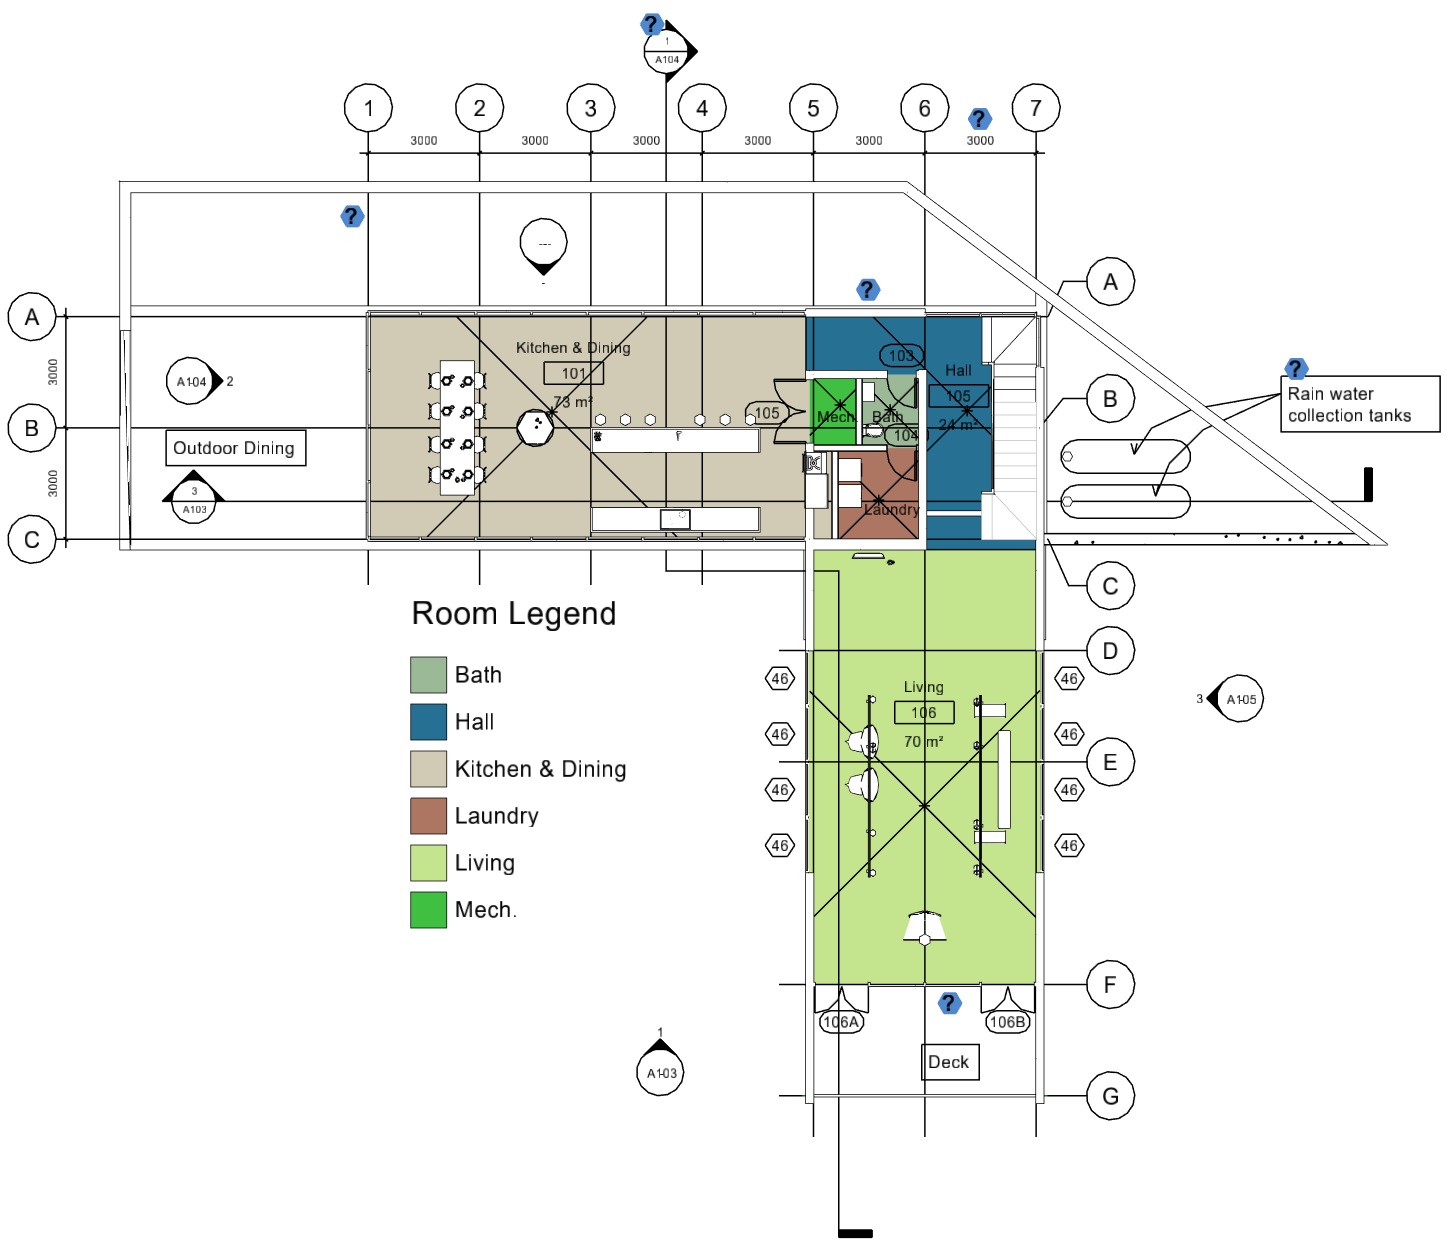 ?
1
A104
1
2
3
4
5
6
7
?
3000
3000
3000
3000
3000
3000
?
?
A
A
3000
B
B
3000
C
C
Kitchen & Dining
101
73 m²
103
Hall
105
24 m²
A104
2
105
Mech.
Bath
104
?
Rain water
collection tanks
Outdoor Dining
3
A103
Laundry
Room Legend
Bath
Hall
Kitchen & Dining
Laundry
Living
Mech.
D
46
46
Living
106
70 m²
3
A105
46
46
E
46
46
46
46
F
?
106A
106B
1
A103
Deck
G